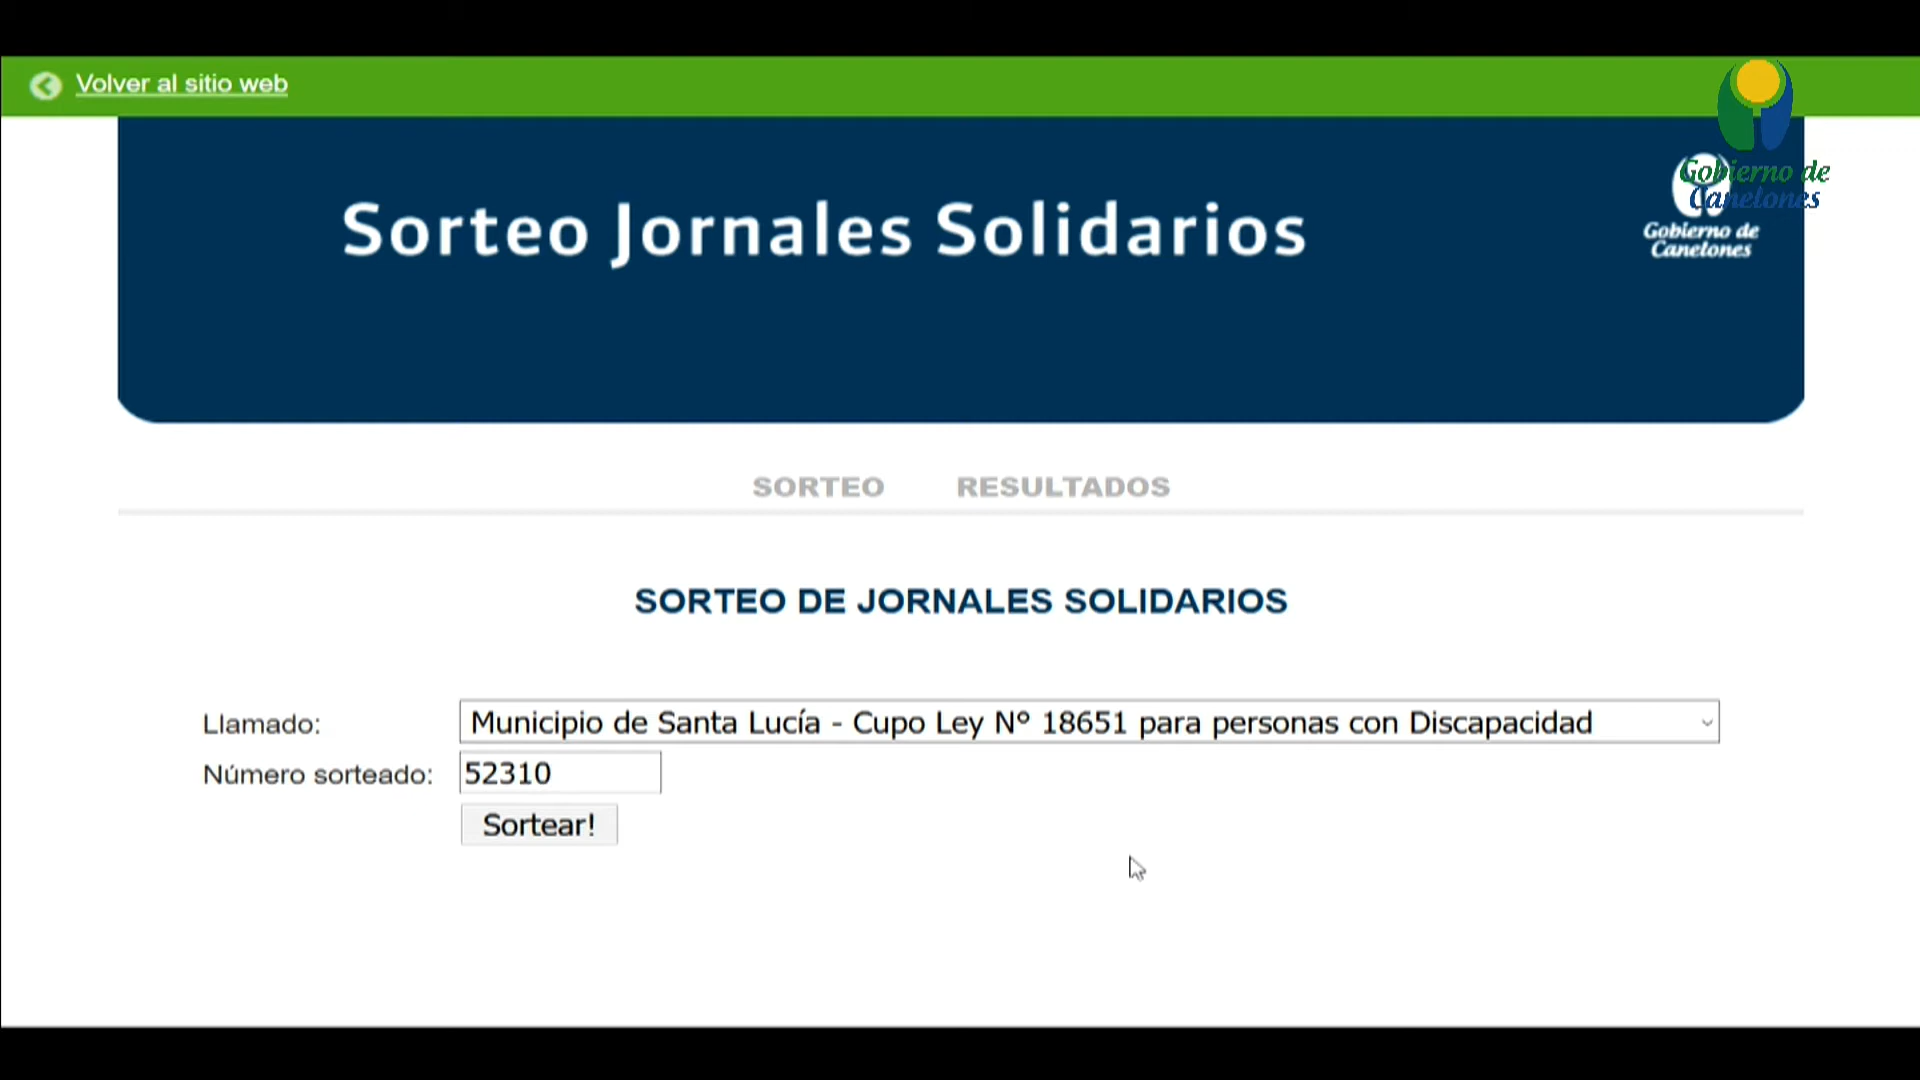 Volver al sitio web
Gobierno de
Canelones
Sorteo Jornales Solidarios
Gobierno de
Canelones
SORTEO RESULTADOS
SORTEO DE JORNALES SOLIDARIOS
Llamado: Municipio de Santa Lucía - Cupo Ley Nº 18651 para personas con Discapacidad
Número sorteado: 52310
Sortear!